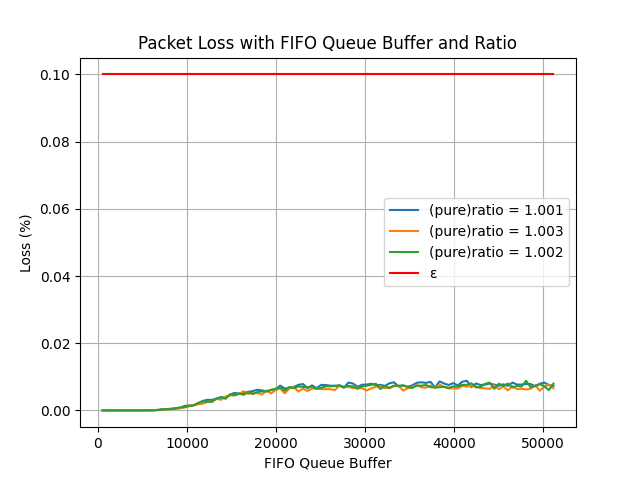 Packet Loss with FIFO Queue Buffer and Ratio
0.10
0.08
0.06
0.04
0.02
0.00
Loss (%)
(pure)ratio = 1.001
(pure)ratio = 1.003
(pure)ratio = 1.002
ε
0 10000 20000 30000 40000 50000
FIFO Queue Buffer